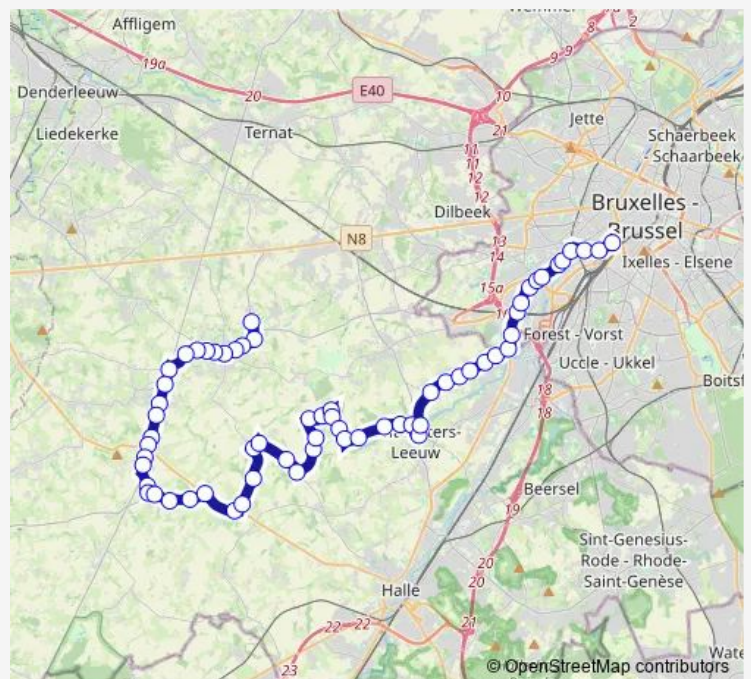 Affligem
8
2
9
9
19a
Denderleeuw
20
E40
10
Jette
21
Liedekerke
Ternat
Schaerbeek
- Schaarbeek
11
11
12
12
Dilbeek
Bruxelles -
Brussel
N8
13
14
Ixelles - Elsene
15a
Forest - Vorst
Uccle - Ukkel
Boitsf
18
18
ters-
Leeuw
Beersel
19
Sint-Genesius-
Rode - Rhode-
Saint-Genèse
20
20
Halle
22 22
21
23
Wate
© OpenStreetMap contributors